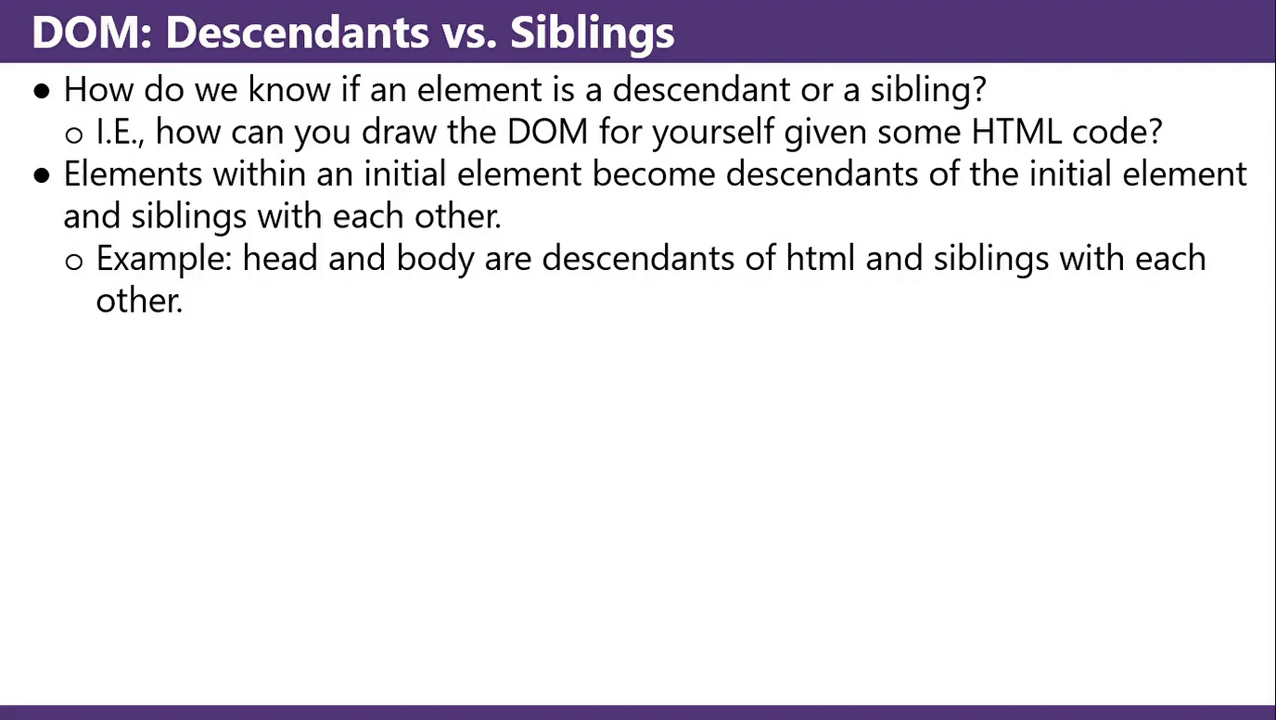 DOM: Descendants vs. Siblings
● How do we know if an element is a descendant or a sibling?
o I.E., how can you draw the DOM for yourself given some HTML code?
● Elements within an initial element become descendants of the initial element
and siblings with each other.
o Example: head and body are descendants of html and siblings with each
other.